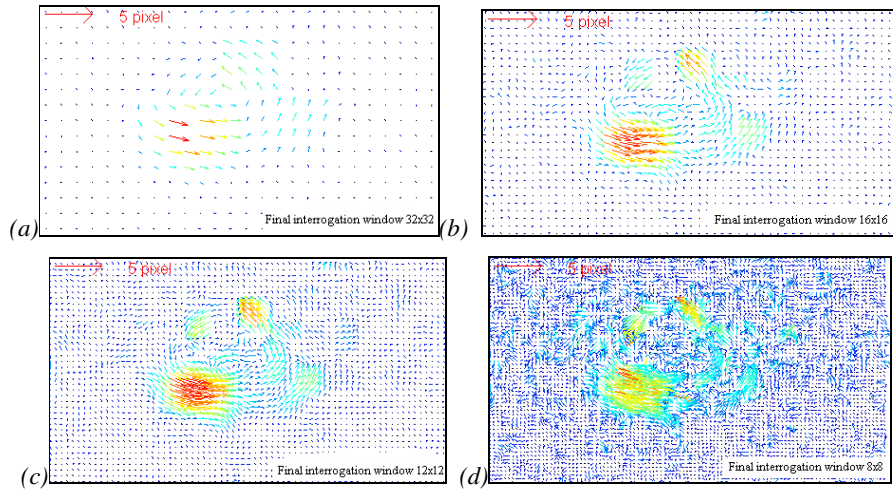 5 pixel
Final interrogation window 32x32
(a)
5 pixel
Final interrogation window 16x16
(b)
5 pixel
Final interrogation window 12x12
(c)
5 pixel
Final interrogation window 8x8
(d)